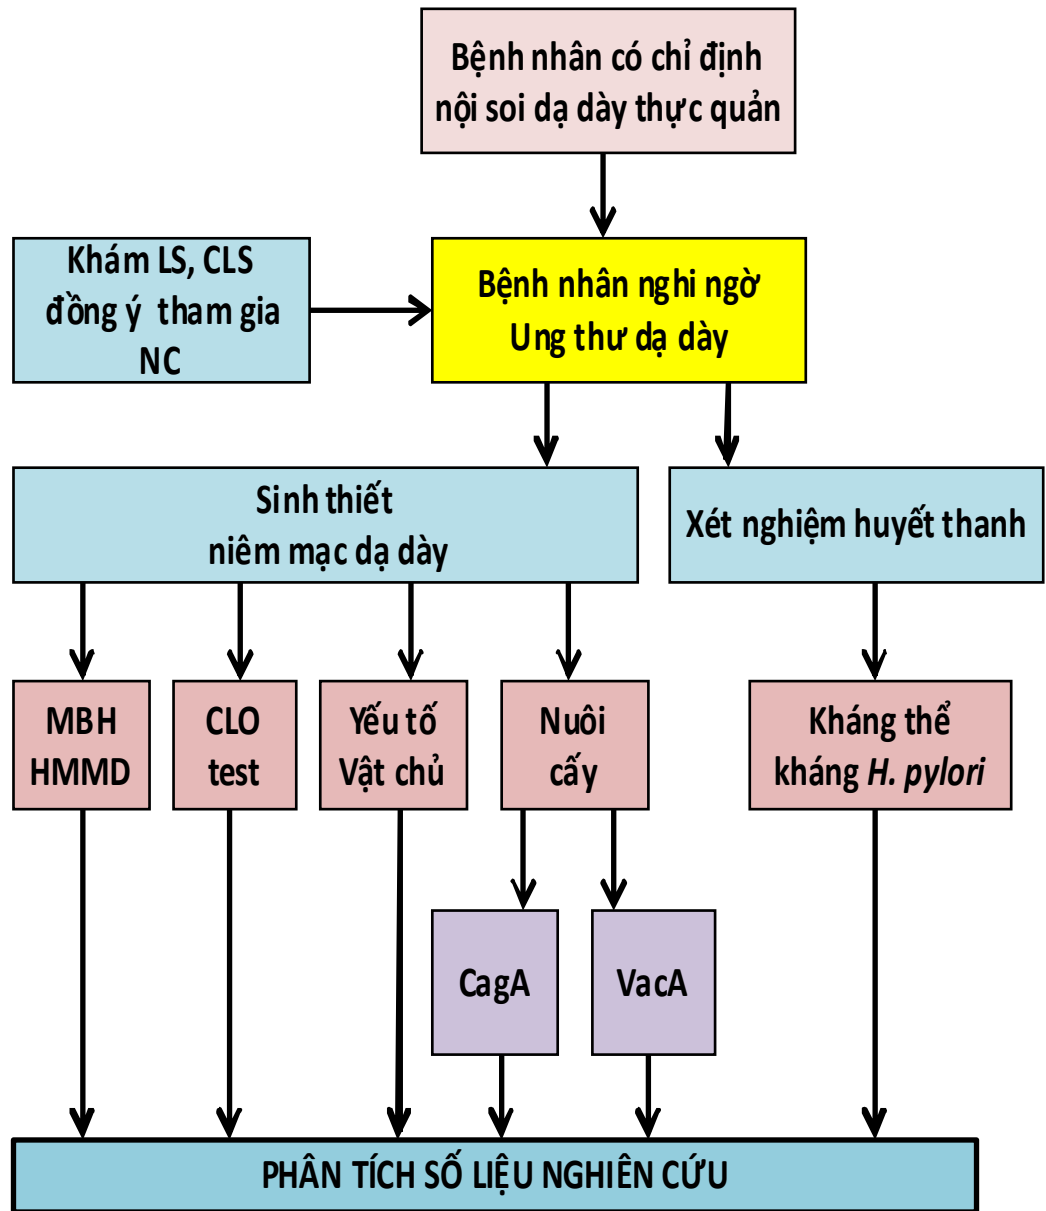 Bệnh nhân có chỉ định
nội soi dạ dày thực quản
Khám LS, CLS
đồng ý tham gia
NC
Bệnh nhân nghi ngờ
Ung thư dạ dày
Sinh thiết
niêm mạc dạ dày
Xét nghiệm huyết thanh
MBH
HMMD
CLO
test
Yếu tố
Vật chủ
Nuôi
cấy
Kháng thể
kháng H. pylori
CagA
VacA
PHÂN TÍCH SỐ LIỆU NGHIÊN CỨU